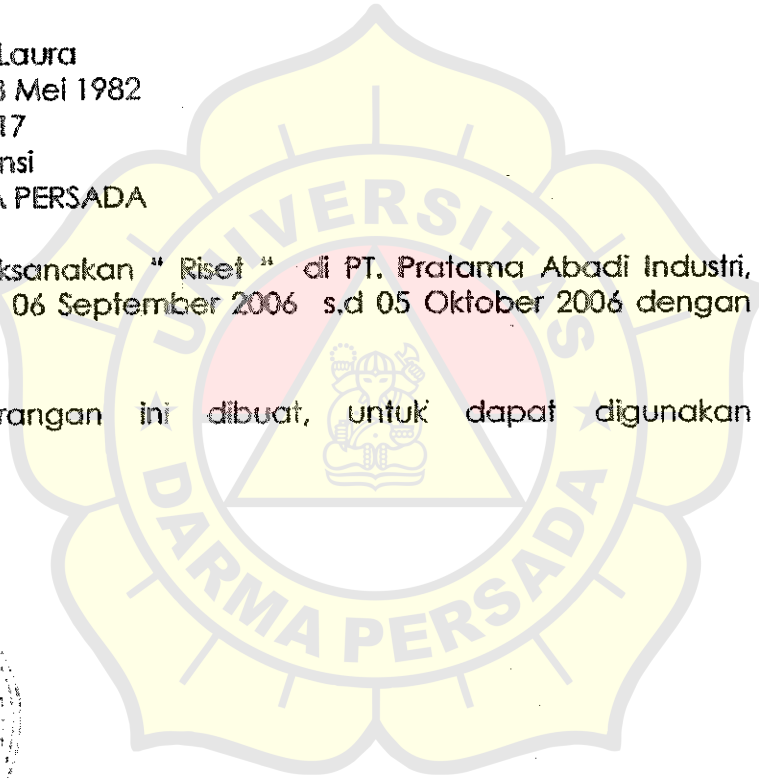 Laura
3 Mei 1982
17
nsi
A PERSADA
ksanakan " Riset " di PT. Pratama Abadi Industri,
06 September 2006 s.d 05 Oktober 2006 dengan
rangan ini dibuat, untuk dapat digunakan
UNIVERSITAS
DARMA PERSADA